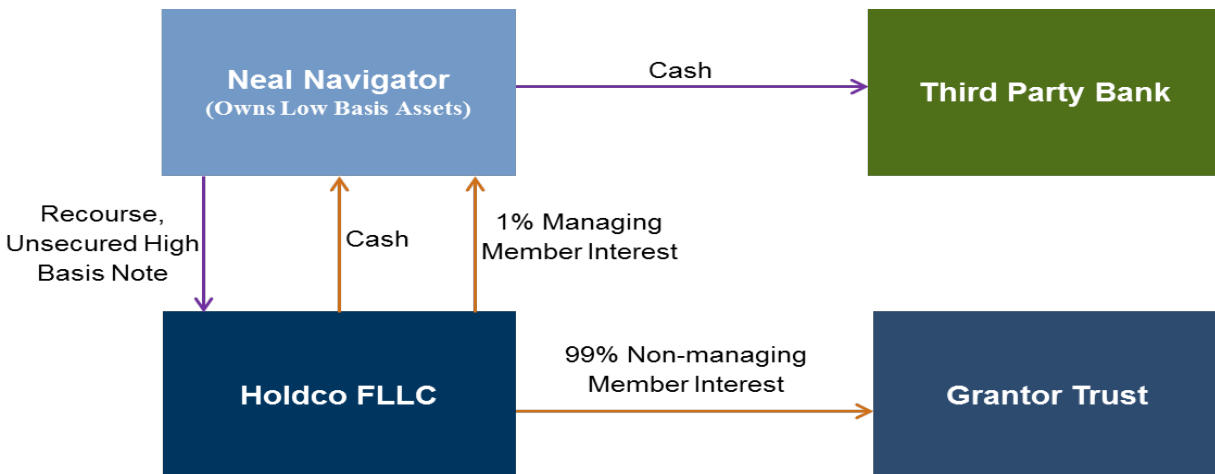 Neal Navigator
(Owns Low Basis Assets)
Cash
Third Party Bank
Recourse,
Unsecured High
Basis Note
Cash
1% Managing
Member Interest
Holdco FLLC
99% Non-managing
Member Interest
Grantor Trust